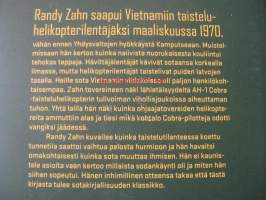 Randy Zahn saapui Vietnamiin taistelu-
helikopterilentäjäksi maaliskuussa 1970,
vähän ennen Yhdysvaltojen hyökkäystä Kamputseaan. Muistel-
missaan hän kertoo kuinka naiivista nuorukaisesta kouliintui
tehokas tappaja. Hävittäjälentäjät kävivät sotaansa korkealla
ilmassa, mutta helikopterilentäjät taistelivat puiden latvojen
tasalla. Heille sota Vietnamin viidakoissa oli paljon henkilökoh-
taisempaa. Zahn tovereineen näki lähietäisyydeltä AH-1 Cobra
-taisteluhelikopterin tulivoiman vihollisjoukoissa aiheuttaman
tuhon. Yhtä lailla hän näki kuinka ohjaajatovereiden helikopte-
reita ammuttiin alas ja tiesi mikä kohtalo Cobra-pilotteja odotti
vangiksi jäädessä.
Randy Zahn kuvailee kuinka taistelutilanteissa koettu
tunnetila saattoi vaihtua pelosta hurmioon ja hän havaitsi
omakohtaisesti kuinka sota muuttaa ihmisen. Hän ei kaunis-
tele asioita vaan kertoo millaista sodankäynti oli ja miten hän
siihen sopeutui. Hänen inhimillinen otteensa takaa että tästä
kirjasta tulee sotakirjallisuuden klassikko.